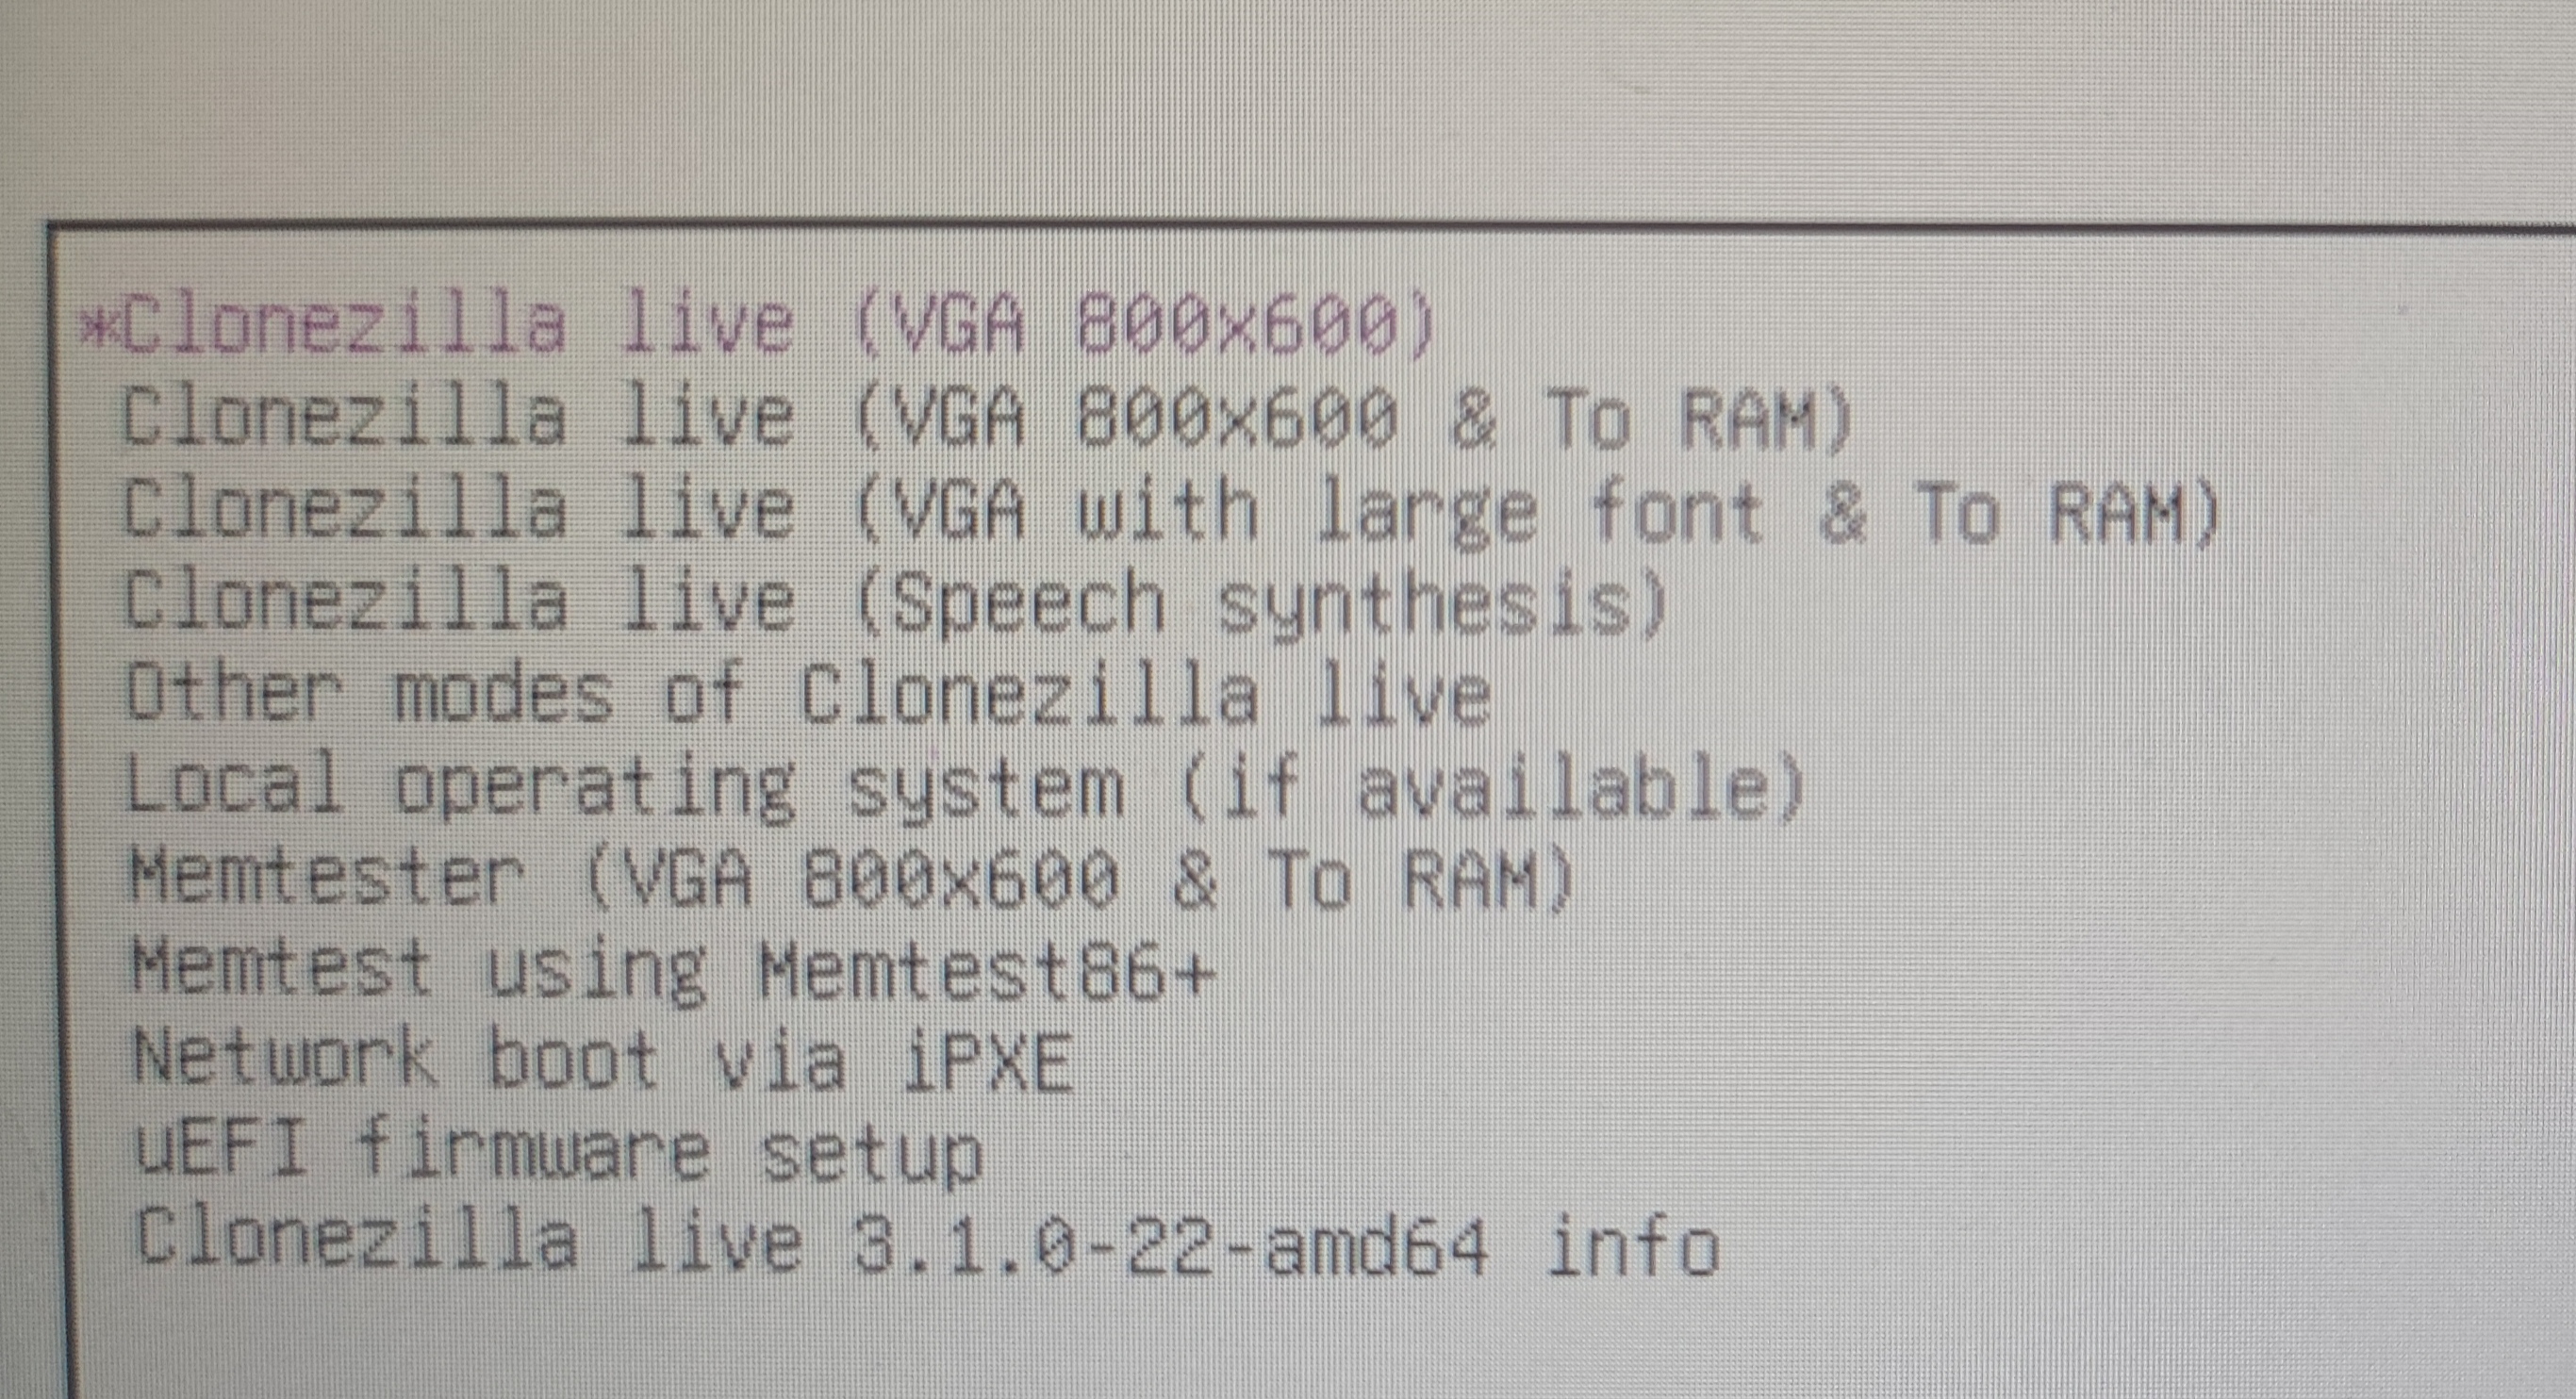 *Clonezilla live (VGA 800x600)
Clonezilla live (VGA 800x600 & To RAM)
Clonezilla live (VGA with large font & To RAM)
Clonezilla live (Speech synthesis)
Other modes of Clonezilla live
Local operating system (if available)
Memtester (VGA 800x600 & To RAM)
Memtest using Memtest86+
Network boot via iPXE
uEFI firmware setup
Clonezilla live 3.1.0-22-amd64 info